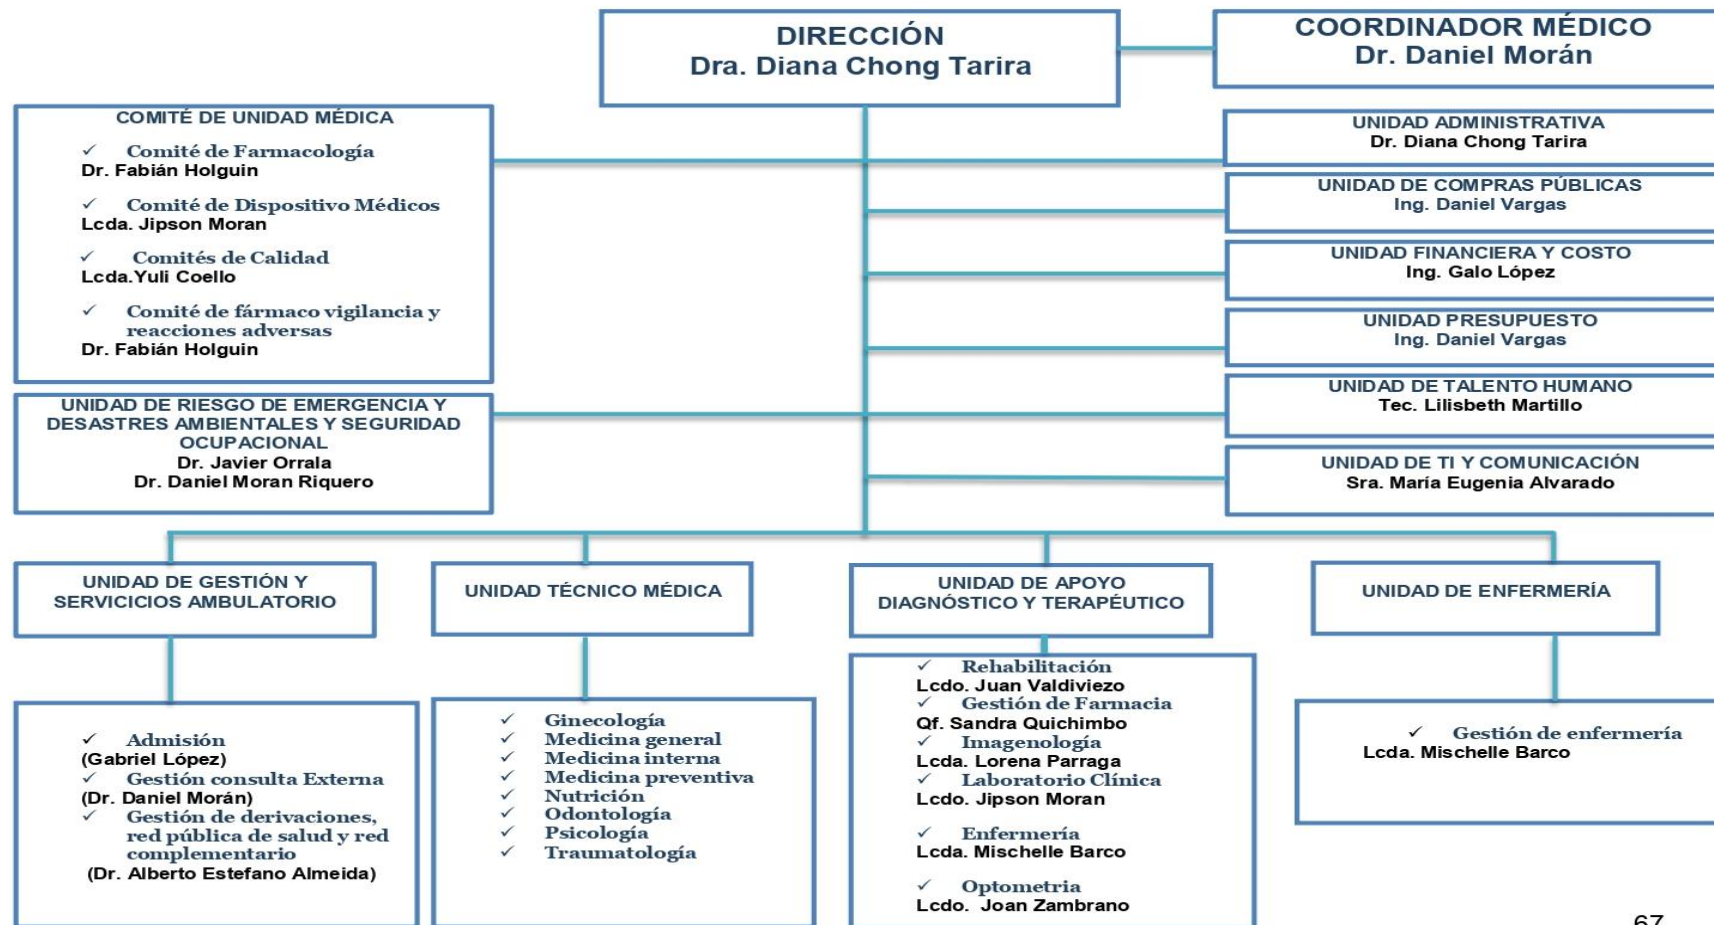 DIRECCIÓN
Dra. Diana Chong Tarira
COORDINADOR MÉDICO
Dr. Daniel Morán
COMITÉ DE UNIDAD MÉDICA
✓ Comité de Farmacología
Dr. Fabián Holguin
✓ Comité de Dispositivo Médicos
Lcda. Jipson Moran
✓ Comités de Calidad
Lcda.Yuli Coello
✓ Comité de fármaco vigilancia y
reacciones adversas
Dr. Fabián Holguin
UNIDAD DE RIESGO DE EMERGENCIA Y
DESASTRES AMBIENTALES Y SEGURIDAD
OCUPACIONAL
Dr. Javier Orrala
Dr. Daniel Moran Riquero
UNIDAD ADMINISTRATIVA
Dr. Diana Chong Tarira
UNIDAD DE COMPRAS PÚBLICAS
Ing. Daniel Vargas
UNIDAD FINANCIERA Y COSTO
Ing. Galo López
UNIDAD PRESUPUESTO
Ing. Daniel Vargas
UNIDAD DE TALENTO HUMANO
Tec. Lilisbeth Martillo
UNIDAD DE TI Y COMUNICACIÓN
Sra. María Eugenia Alvarado
UNIDAD DE GESTIÓN Y
SERVICICIOS AMBULATORIO
✓ Admisión
(Gabriel López)
✓ Gestión consulta Externa
(Dr. Daniel Morán)
✓ Gestión de derivaciones,
red pública de salud y red
complementario
(Dr. Alberto Estefano Almeida)
UNIDAD TÉCNICO MÉDICA
✓ Ginecología
✓ Medicina general
✓ Medicina interna
✓ Medicina preventiva
✓ Nutrición
✓ Odontología
✓ Psicología
✓ Traumatología
UNIDAD DE APOYO
DIAGNÓSTICO Y TERAPÉUTICO
✓ Rehabilitación
Lcdo. Juan Valdiviezo
✓ Gestión de Farmacia
Qf. Sandra Quichimbo
✓ Imagenología
Lcda. Lorena Parraga
✓ Laboratorio Clínica
Lcdo. Jipson Moran
✓ Enfermería
Lcda. Mischelle Barco
✓ Optometria
Lcdo. Joan Zambrano
UNIDAD DE ENFERMERÍA
✓ Gestión de enfermería
Lcda. Mischelle Barco
67